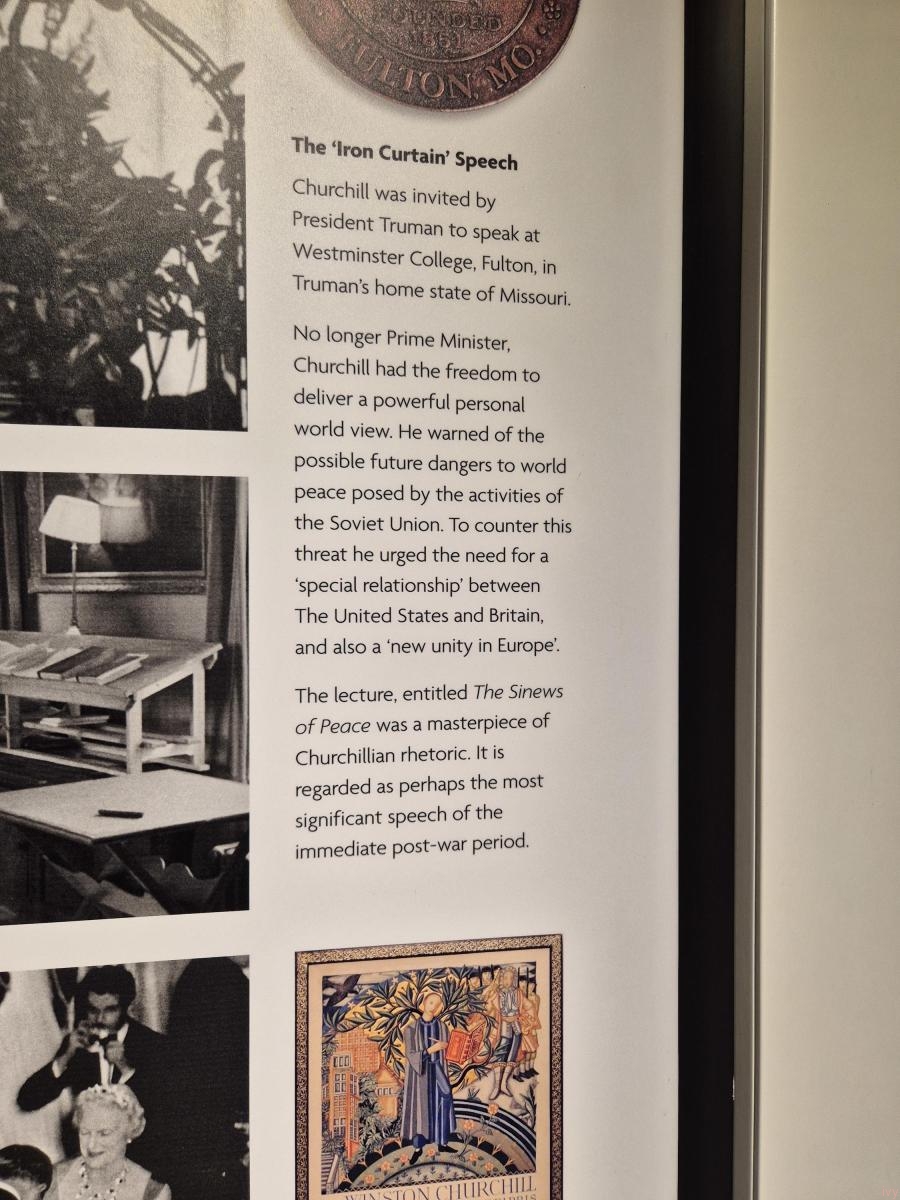 FOUNDED
1851
FULTON, MO.
The ‘Iron Curtain’ Speech
Churchill was invited by
President Truman to speak at
Westminster College, Fulton, in
Truman’s home state of Missouri.
No longer Prime Minister,
Churchill had the freedom to
deliver a powerful personal
world view. He warned of the
possible future dangers to world
peace posed by the activities of
the Soviet Union. To counter this
threat he urged the need for a
‘special relationship’ between
The United States and Britain,
and also a ‘new unity in Europe’.
The lecture, entitled The Sinews
of Peace was a masterpiece of
Churchillian rhetoric. It is
regarded as perhaps the most
significant speech of the
immediate post-war period.
WINSTON CHURCHILL